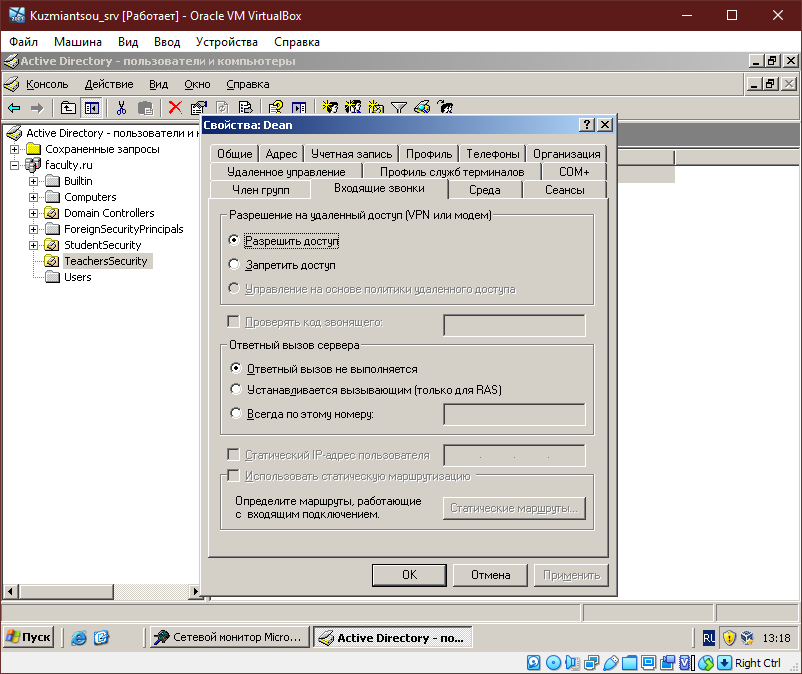 Kuzmiantsou_srv [Работает] - Oracle VM VirtualBox
Файл Машина Вид Ввод Устройства Справка
Active Directory - пользователи и компьютеры
Консоль Действие Вид Окно Справка
Active Directory - пользователи и к
Сохраненные запросы
faculty.ru
Builtin
Computers
Domain Controllers
ForeignSecurityPrincipals
StudentSecurity
TeachersSecurity
Users
Свойства: Dean
Общие Адрес Учетная запись Профиль Телефоны Организация
Удаленное управление Профиль служб терминалов COM+
Член групп Входящие звонки Среда Сеансы
Разрешение на удаленный доступ (VPN или модем)
Разрешить доступ
Запретить доступ
Управление на основе политики удаленного доступа
Проверять код звонящего:
Ответный вызов сервера
Ответный вызов не выполняется
Устанавливается вызывающим (только для RAS)
Всегда по этому номеру:
Статический IP-адрес пользователя . . .
Использовать статическую маршрутизацию
Определите маршруты, работающие
с входящим подключением.
Статические маршруты...
OK Отмена Применить
Пуск Сетевой монитор Micro... Active Directory - по... RU 13:18
Right Ctrl